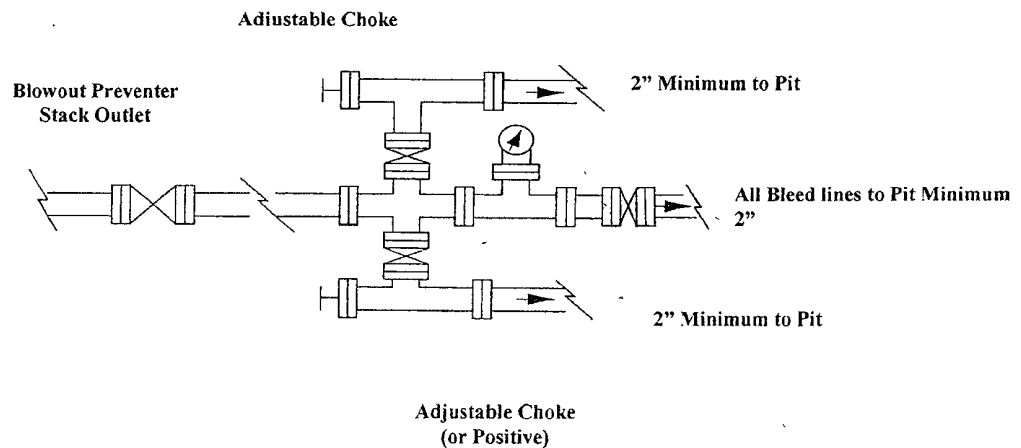 Adjustable Choke
Blowout Preventer
Stack Outlet
2” Minimum to Pit
All Bleed lines to Pit Minimum
2”
2” Minimum to Pit
Adjustable Choke
(or Positive)